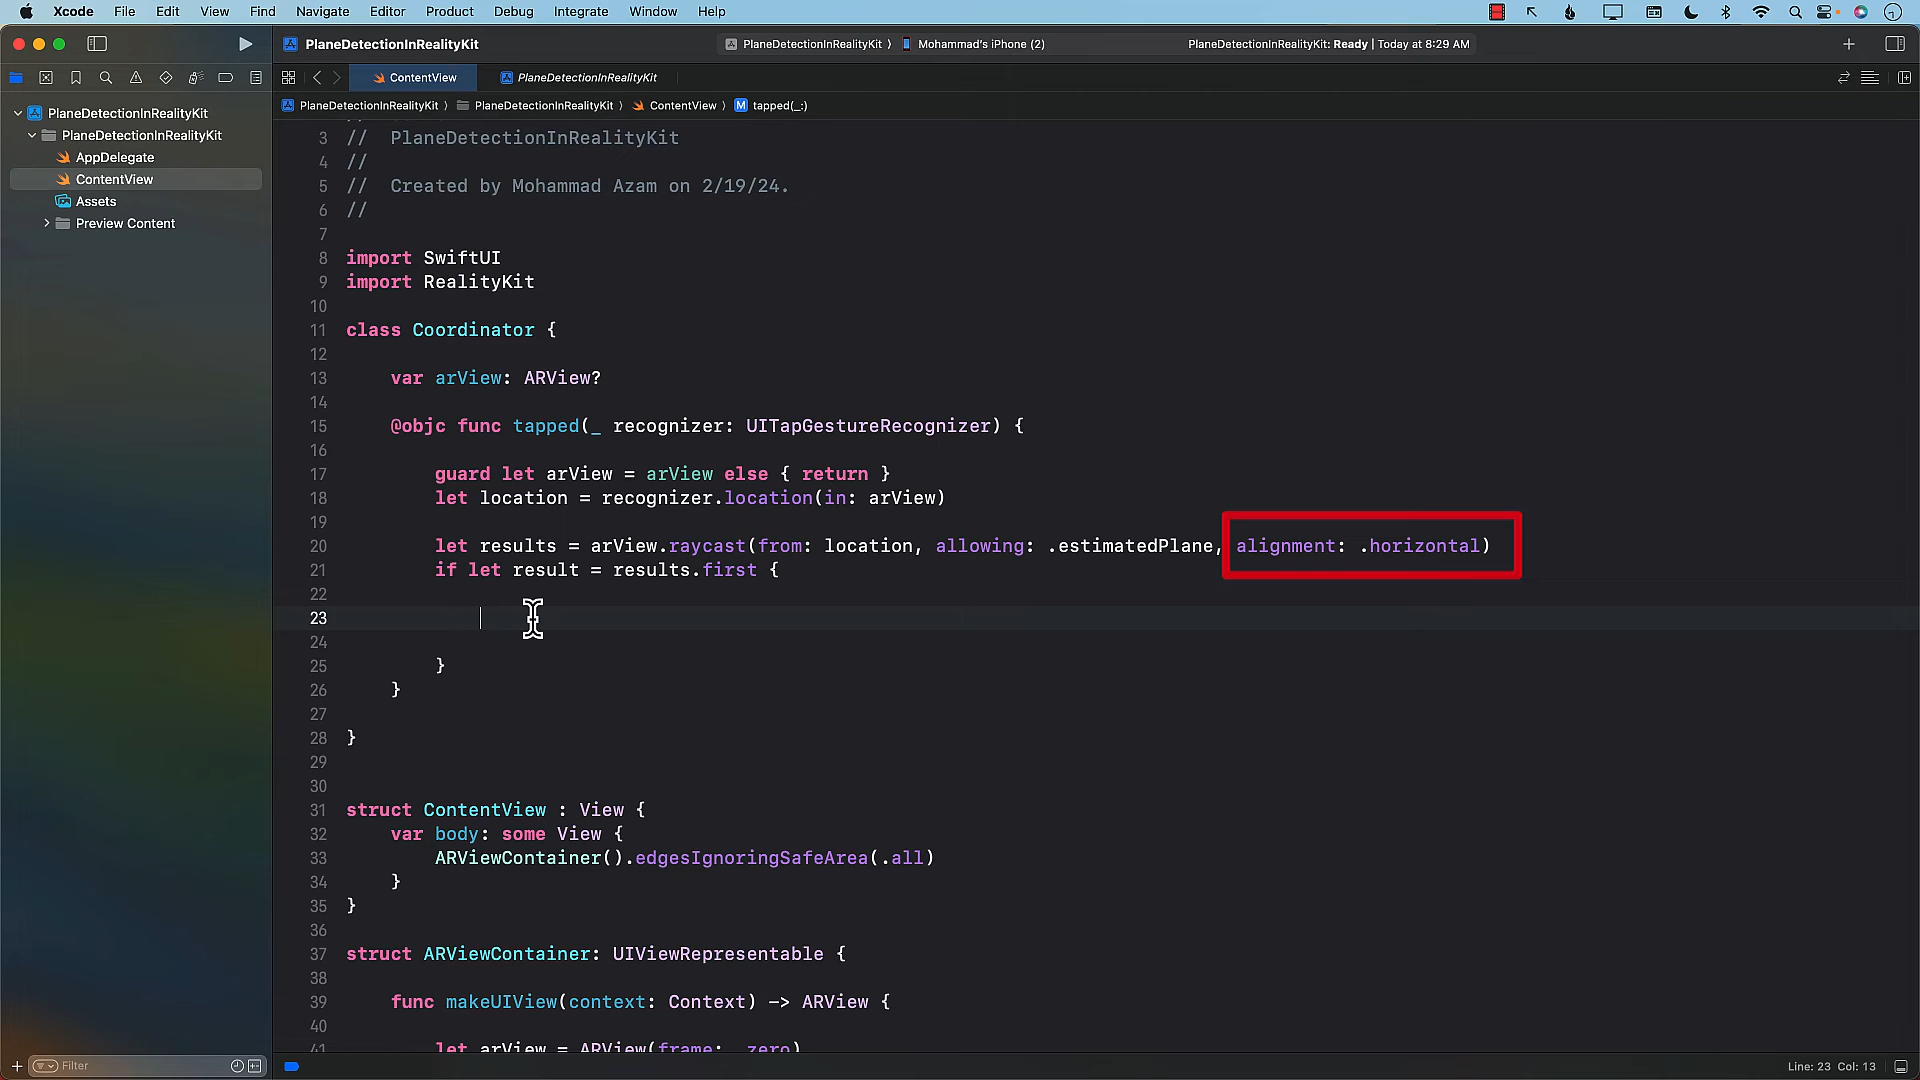 Xcode File Edit View Find Navigate Editor Product Debug Integrate Window Help
PlaneDetectionInRealityKit
PlaneDetectionInRealityKit 〉 Mohammad's iPhone (2)
PlaneDetectionInRealityKit: Ready | Today at 8:29 AM
ContentView
PlaneDetectionInRealityKit
PlaneDetectionInRealityKit 〉 PlaneDetectionInRealityKit 〉 ContentView 〉 M tapped(_:)
PlaneDetectionInRealityKit
PlaneDetectionInRealityKit
AppDelegate
ContentView
Assets
Preview Content
3 //  PlaneDetectionInRealityKit
4 //
5 //  Created by Mohammad Azam on 2/19/24.
6 //
7
8 import SwiftUI
9 import RealityKit
10
11 class Coordinator {
12
13     var arView: ARView?
14
15     @objc func tapped(_ recognizer: UITapGestureRecognizer) {
16
17         guard let arView = arView else { return }
18         let location = recognizer.location(in: arView)
19
20         let results = arView.raycast(from: location, allowing: .estimatedPlane, alignment: .horizontal)
21         if let result = results.first {
22
23
24
25         }
26     }
27
28 }
29
30
31 struct ContentView : View {
32     var body: some View {
33         ARViewContainer().edgesIgnoringSafeArea(.all)
34     }
35 }
36
37 struct ARViewContainer: UIViewRepresentable {
38
39     func makeUIView(context: Context) -> ARView {
40
41         let arView = ARView(frame: .zero)
Filter
Line: 23 Col: 13